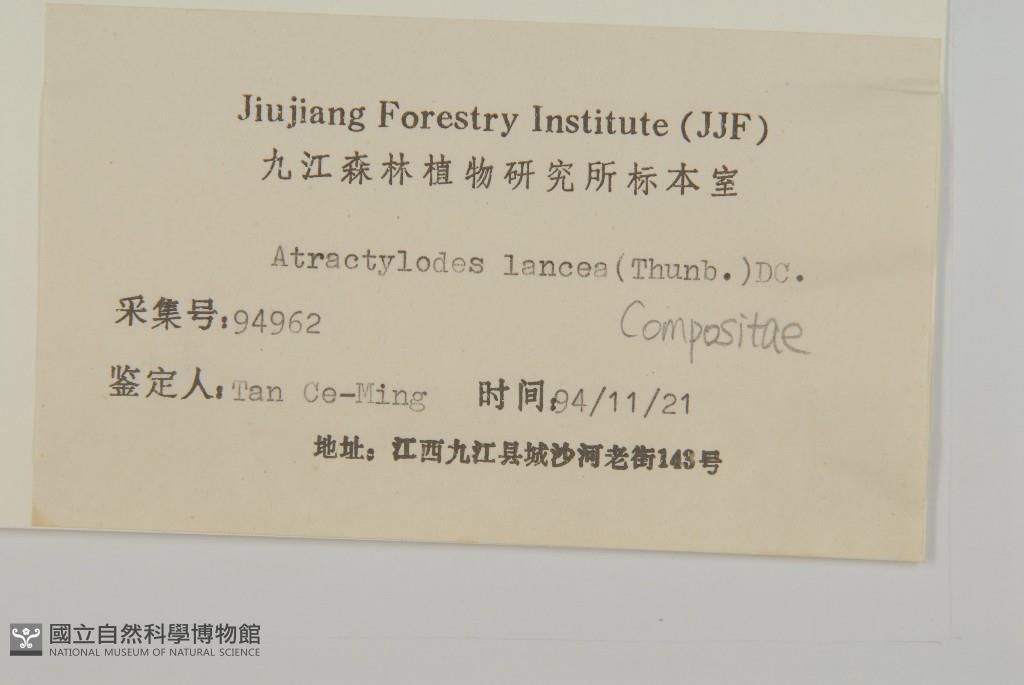 Jiujiang Forestry Institute (JJF)
九江森林植物研究所标本室
Atractylodes lancea(Thunb.)DC.
采集号:94962
Compositae
鉴定人:Tan Ce-Ming 时间:94/11/21
地址:江西九江县城沙河老街143号
國立自然科學博物館
NATIONAL MUSEUM OF NATURAL SCIENCE